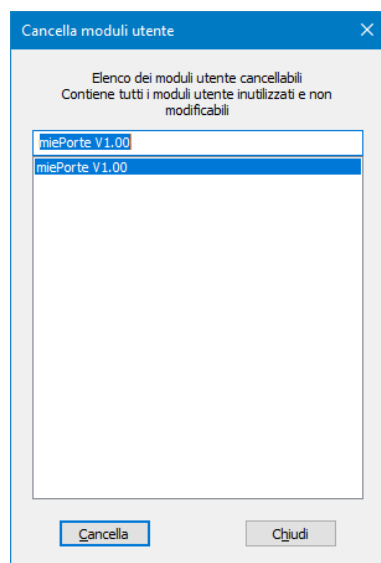 Cancella moduli utente
Elenco dei moduli utente cancellabili
Contiene tutti i moduli utente inutilizzati e non
modificabili
miePorte V1.00
miePorte V1.00
Cancella
Chiudi